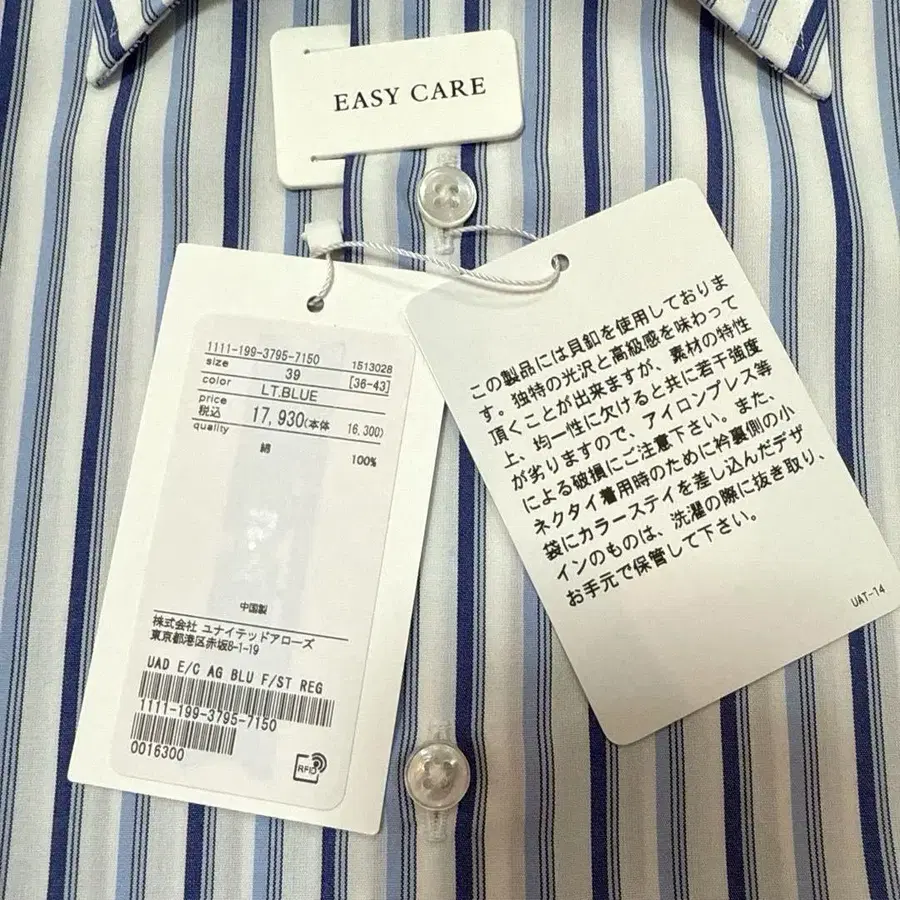 EASY CARE
1111-199-3795-7150 1513028
size 39 [36-43]
color LT.BLUE
price
税込 17,930(本体 16,300)
quality
綿 100%
中国製
株式会社 ユナイテッドアローズ
東京都港区赤坂8-1-19
UAD E/C AG BLU F/ST REG
1111-199-3795-7150
0016300
RFID
この製品には貝釦を使用しておりま
す。独特の光沢と高級感を味わって
頂くことが出来ますが、素材の特性
上、均一性に欠けると共に若干強度
が劣りますので、アイロンプレス等
による破損にご注意下さい。また、
ネクタイ着用時のために衿裏側の小
袋にカラーステイを差し込んだデザ
インのものは、洗濯の際に抜き取り、
お手元で保管して下さい。
UAT-14